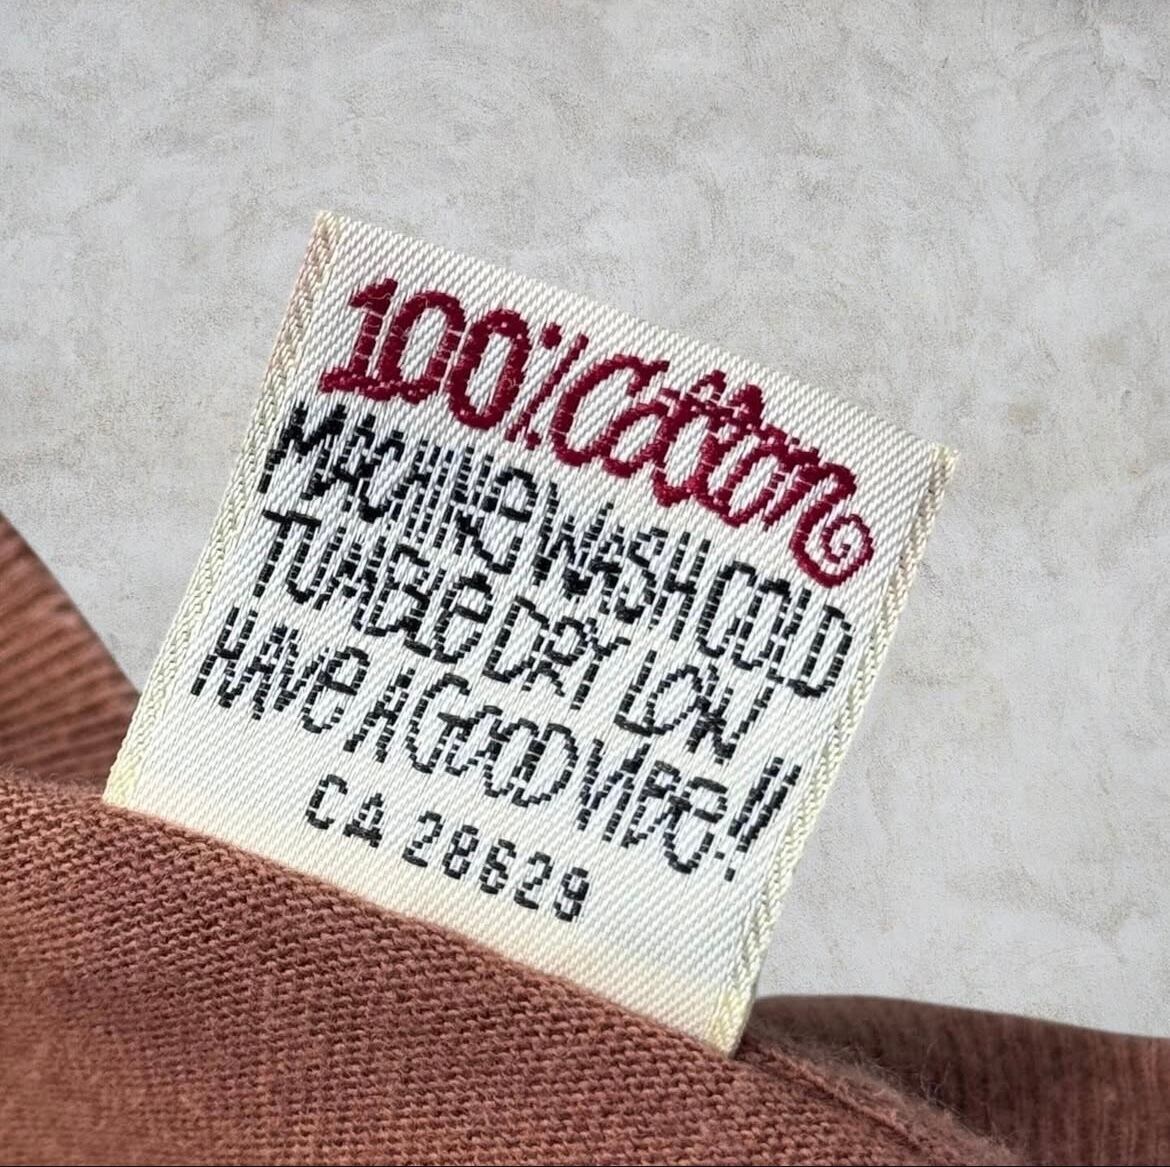 100% Cotton
MACHINe WASH COLD
TUMBLe DRY LOW
HAVe A GOOD VIBe!!
CA 28629